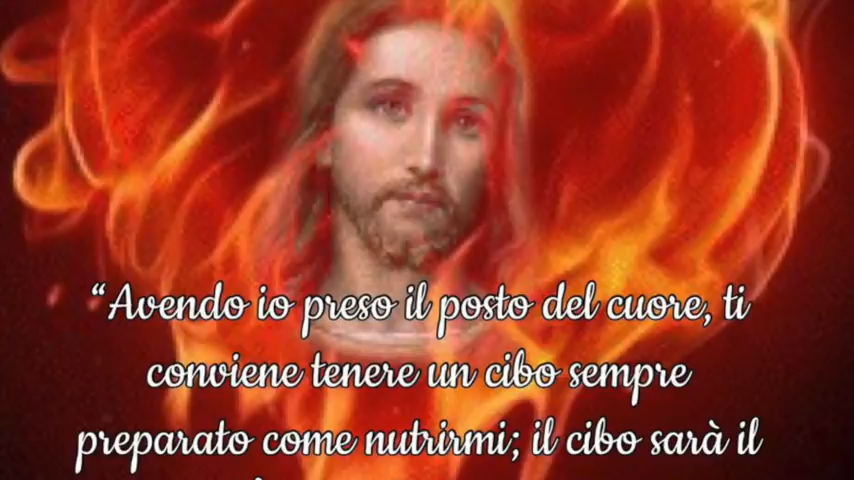 “Avendo io preso il posto del cuore, ti
conviene tenere un cibo sempre
preparato come nutrirmi; il cibo sarà il